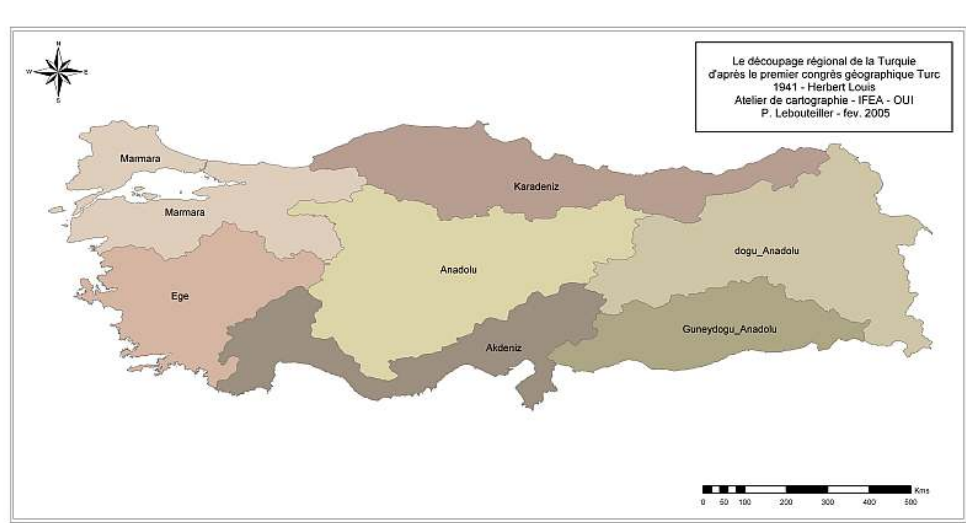 N
W
E
S
Le découpage régional de la Turquie
d'après le premier congrès géographique Turc
1941 - Herbert Louis
Atelier de cartographie - IFEA - OUI
P. Lebouteiller - fev. 2005
Marmara
Karadeniz
Marmara
dogu_Anadolu
Anadolu
Ege
Guneydogu_Anadolu
Akdeniz
Kms
0 50 100 200 300 400 500